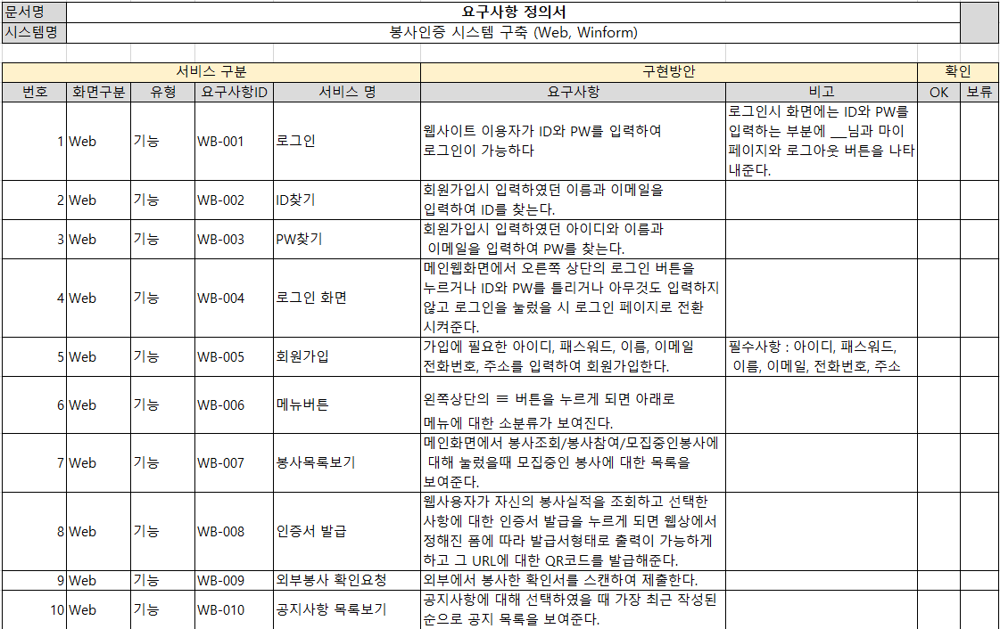 문서명 요구사항 정의서
시스템명 봉사인증 시스템 구축 (Web, Winform)
서비스 구분 구현방안 확인
번호 화면구분 유형 요구사항ID 서비스 명 요구사항 비고 OK 보류
1 Web 기능 WB-001 로그인
웹사이트 이용자가 ID와 PW를 입력하여
로그인이 가능하다
로그인시 화면에는 ID와 PW를
입력하는 부분에 __님과 마이
페이지와 로그아웃 버튼을 나타
내준다.
2 Web 기능 WB-002 ID찾기
회원가입시 입력하였던 이름과 이메일을
입력하여 ID를 찾는다.
3 Web 기능 WB-003 PW찾기
회원가입시 입력하였던 아이디와 이름과
이메일을 입력하여 PW를 찾는다.
4 Web 기능 WB-004 로그인 화면
메인웹화면에서 오른쪽 상단의 로그인 버튼을
누르거나 ID와 PW를 틀리거나 아무것도 입력하지
않고 로그인을 눌렀을 시 로그인 페이지로 전환
시켜준다.
5 Web 기능 WB-005 회원가입
가입에 필요한 아이디, 패스워드, 이름, 이메일
전화번호, 주소를 입력하여 회원가입한다.
필수사항 : 아이디, 패스워드,
이름, 이메일, 전화번호, 주소
6 Web 기능 WB-006 메뉴버튼
왼쪽상단의 ≡ 버튼을 누르게 되면 아래로
메뉴에 대한 소분류가 보여진다.
7 Web 기능 WB-007 봉사목록보기
메인화면에서 봉사조회/봉사참여/모집중인봉사에
대해 눌렀을때 모집중인 봉사에 대한 목록을
보여준다.
8 Web 기능 WB-008 인증서 발급
웹사용자가 자신의 봉사실적을 조회하고 선택한
사항에 대한 인증서 발급을 누르게 되면 웹상에서
정해진 폼에 따라 발급서형태로 출력이 가능하게
하고 그 URL에 대한 QR코드를 발급해준다.
9 Web 기능 WB-009 외부봉사 확인요청 외부에서 봉사한 확인서를 스캔하여 제출한다.
10 Web 기능 WB-010 공지사항 목록보기
공지사항에 대해 선택하였을 때 가장 최근 작성된
순으로 공지 목록을 보여준다.